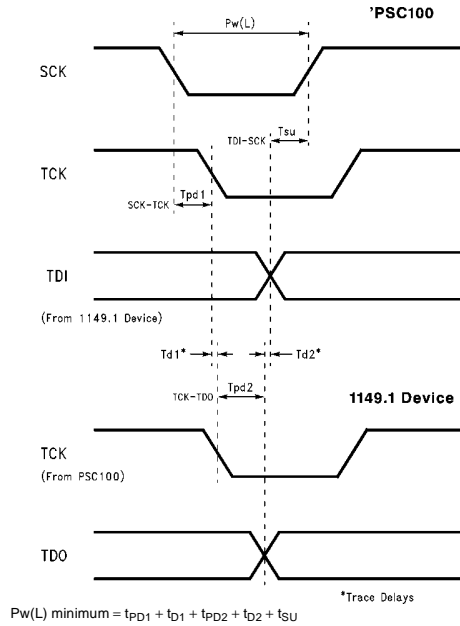 'PSC100
Pw(L)
SCK
TDI-SCK
Tsu
TCK
SCK-TCK
Tpd1
TDI
(From 1149.1 Device)
Td1*
Td2*
TCK-TDO
Tpd2
1149.1 Device
TCK
(From PSC100)
TDO
*Trace Delays
Pw(L) minimum = tPD1 + tD1 + tPD2 + tD2 + tSU